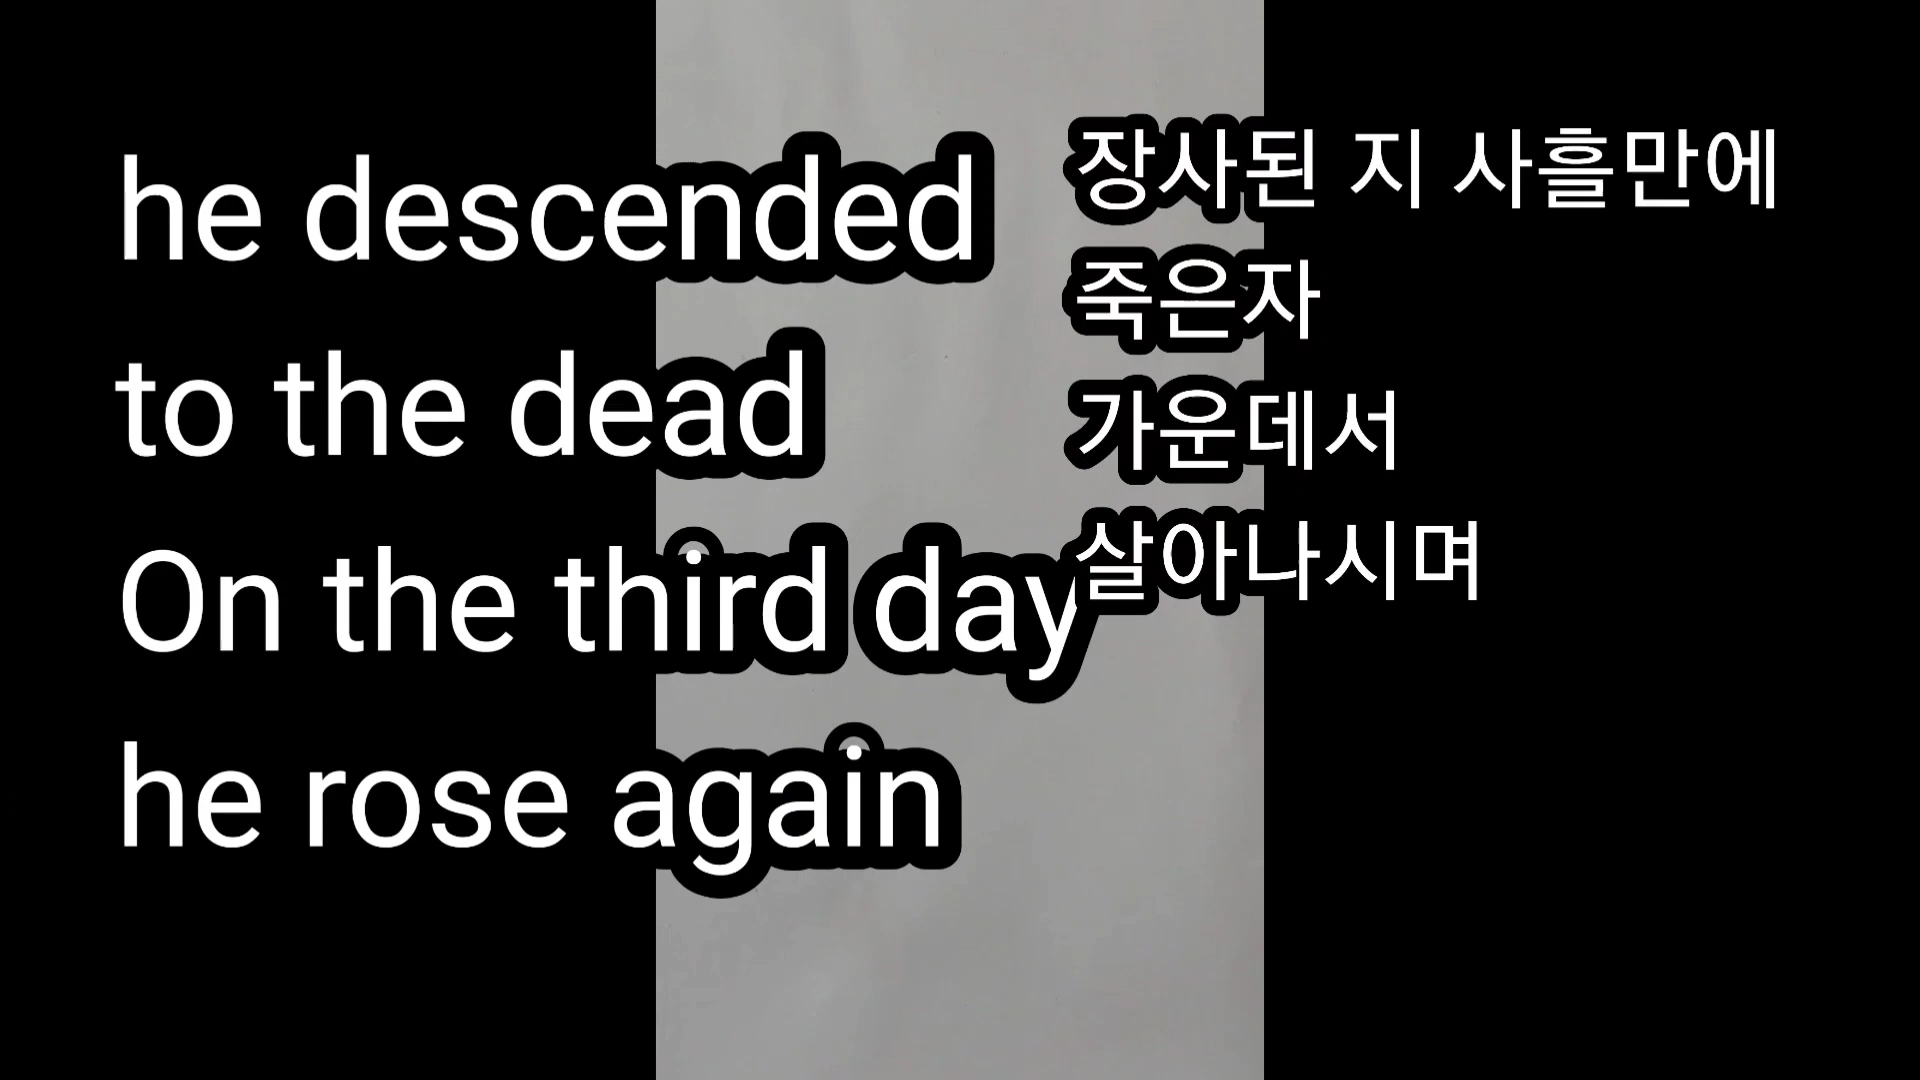 he descended
to the dead
On the third day
he rose again
장사된 지 사흘만에
죽은자
가운데서
살아나시며